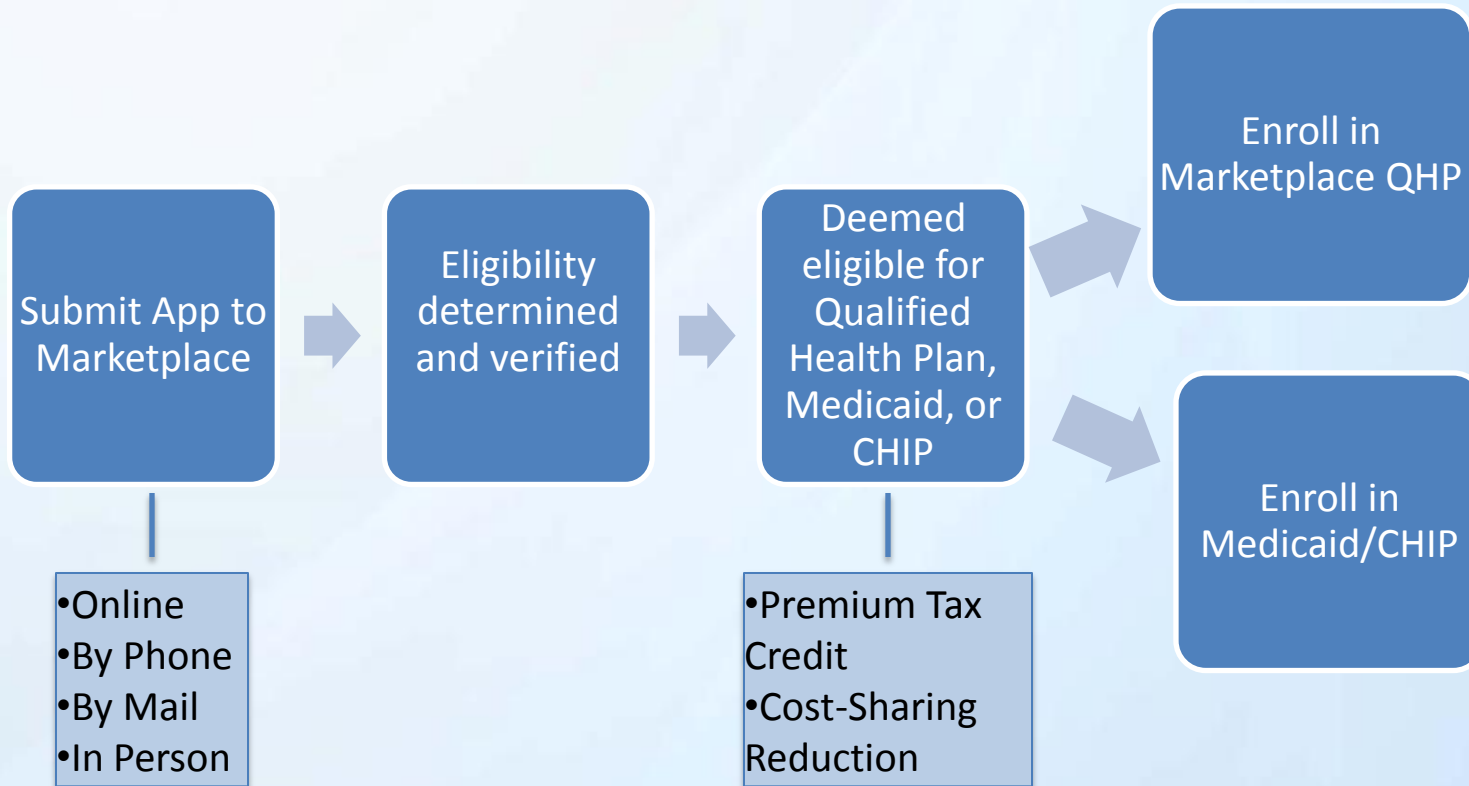 Submit App to
Marketplace
Eligibility
determined
and verified
Deemed
eligible for
Qualified
Health Plan,
Medicaid, or
CHIP
Enroll in
Marketplace QHP
Enroll in
Medicaid/CHIP
•Online
•By Phone
•By Mail
•In Person
•Premium Tax
Credit
•Cost-Sharing
Reduction